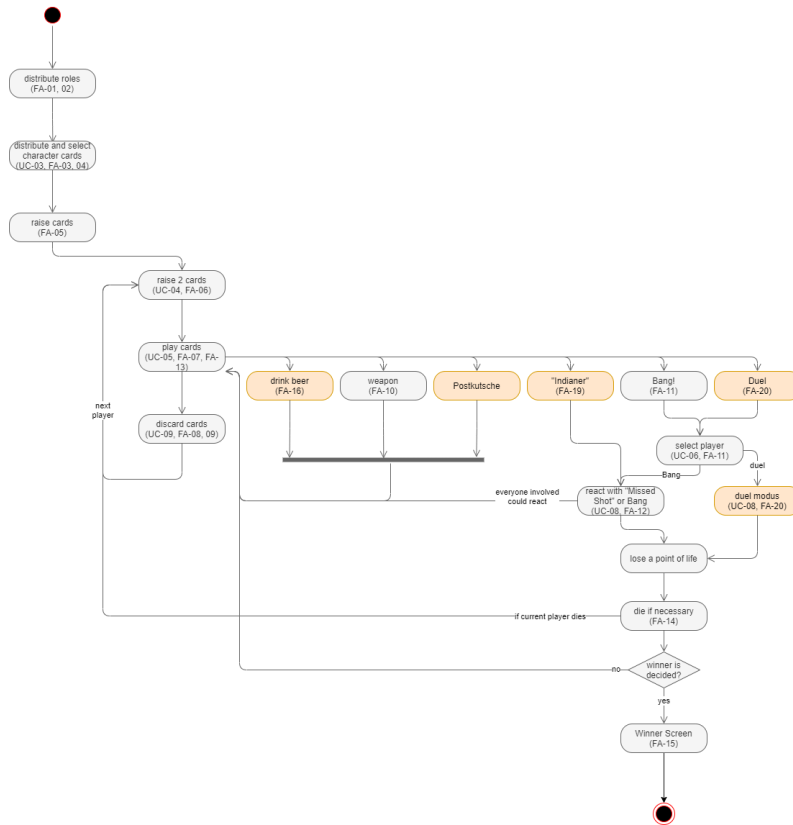 distribute roles
(FA-01, 02)
distribute and select
character cards
(UC-03, FA-03, 04)
raise cards
(FA-05)
raise 2 cards
(UC-04, FA-06)
play cards
(UC-05, FA-07, FA-
13)
drink beer
(FA-16)
weapon
(FA-10)
Postkutsche
"Indianer"
(FA-19)
Bang!
(FA-11)
Duel
(FA-20)
next
player
discard cards
(UC-09, FA-08, 09)
select player
(UC-06, FA-11)
Bang
duel
everyone involved
could react
react with "Missed
Shot" or Bang
(UC-08, FA-12)
duel modus
(UC-08, FA-20)
lose a point of life
if current player dies
die if necessary
(FA-14)
no
winner is
decided?
yes
Winner Screen
(FA-15)